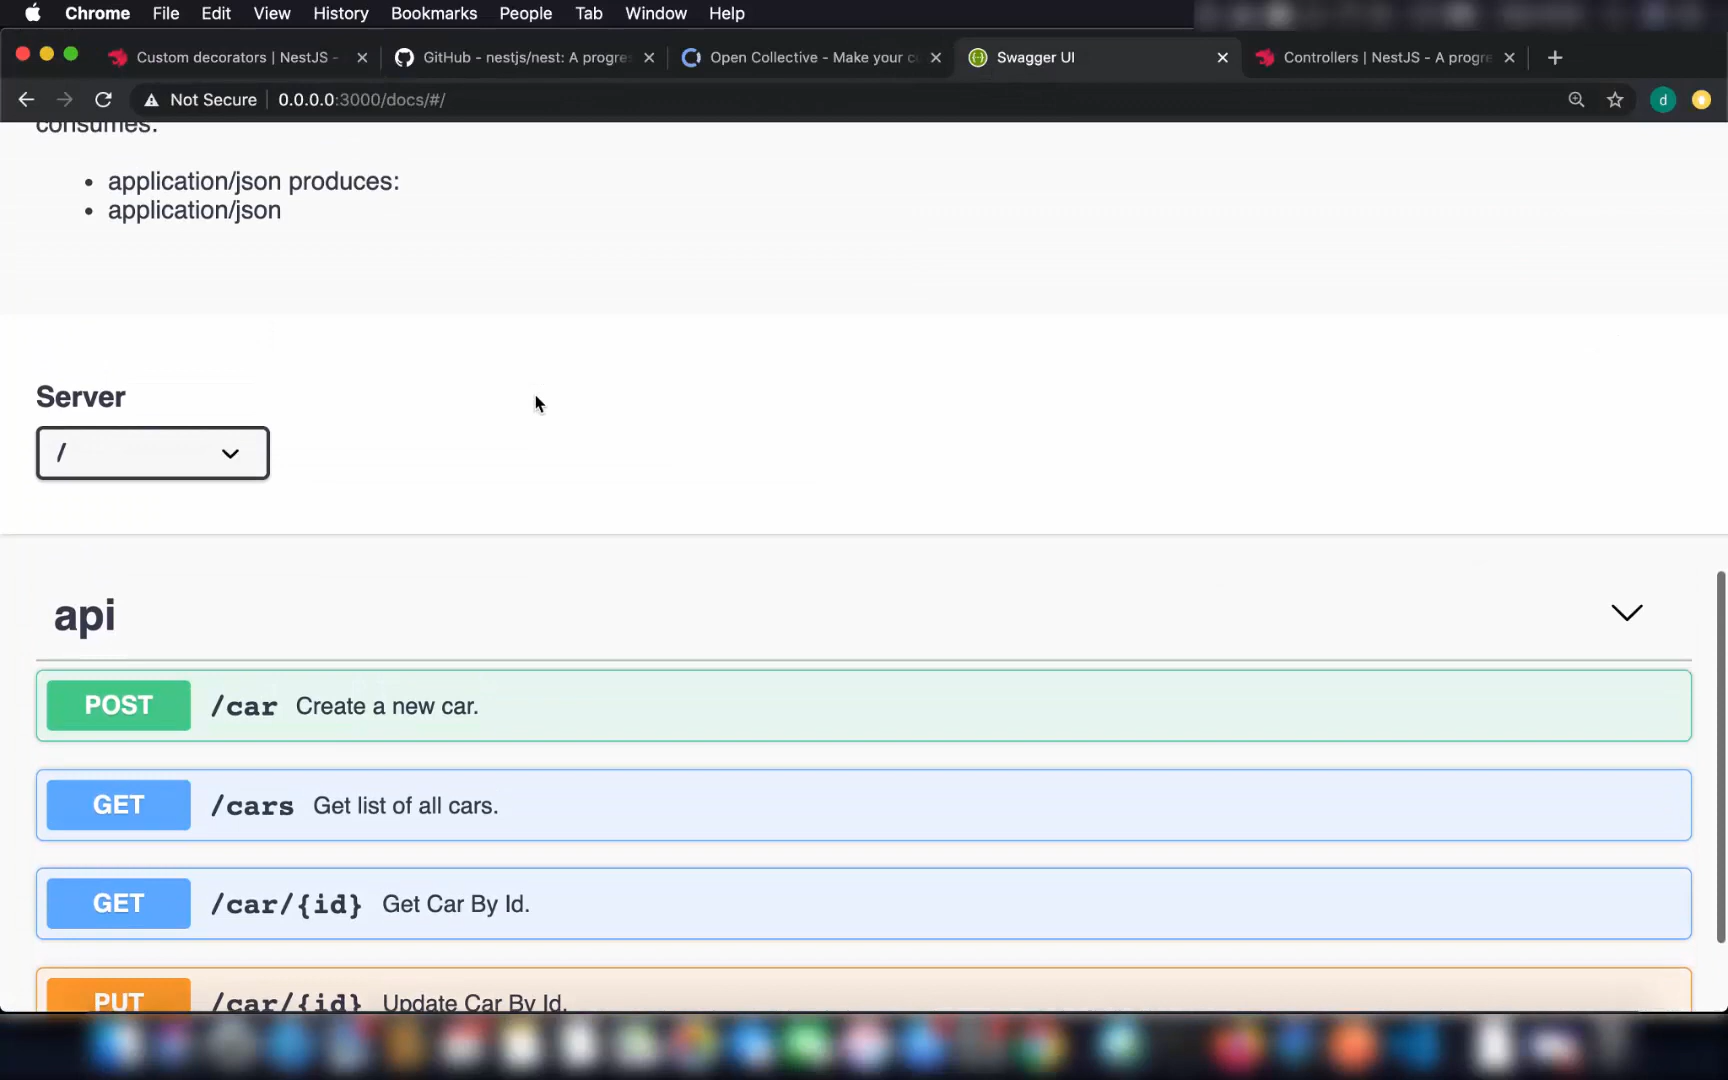 Chrome File Edit View History Bookmarks People Tab Window Help
Custom decorators | NestJS - GitHub - nestjs/nest: A progre Open Collective - Make your c Swagger UI Controllers | NestJS - A progre
Not Secure 0.0.0.0:3000/docs/#/ d
consumes:
• application/json produces:
• application/json
Server
/
api
POST /car Create a new car.
GET /cars Get list of all cars.
GET /car/{id} Get Car By Id.
PUT /car/{id} Update Car By Id.